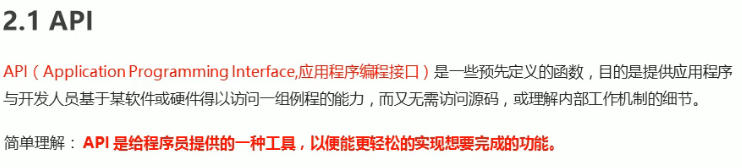 2.1 API
API（Application Programming Interface,应用程序编程接口）是一些预先定义的函数，目的是提供应用程序
与开发人员基于某软件或硬件得以访问一组例程的能力，而又无需访问源码，或理解内部工作机制的细节。
简单理解：API 是给程序员提供的一种工具，以便能更轻松的实现想要完成的功能。